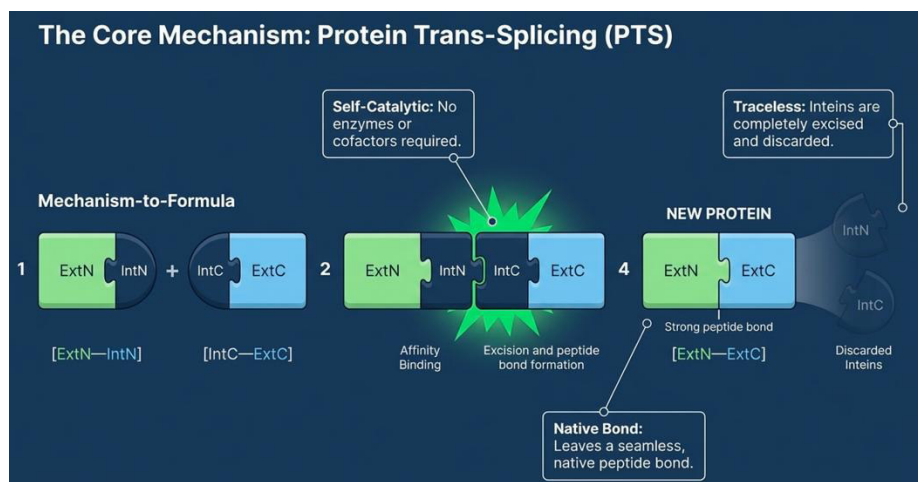 The Core Mechanism: Protein Trans-Splicing (PTS)
Self-Catalytic: No
enzymes or
cofactors required.
Traceless: Inteins are
completely excised
and discarded.
Mechanism-to-Formula
NEW PROTEIN
1
ExtN
IntN
+
IntC
ExtC
2
ExtN
IntN
IntC
ExtC
4
ExtN
ExtC
IntN
IntC
Strong peptide bond
[ExtN—IntN]
[IntC—ExtC]
Affinity
Binding
Excision and peptide
bond formation
[ExtN—ExtC]
Discarded
Inteins
Native Bond:
Leaves a seamless,
native peptide bond.